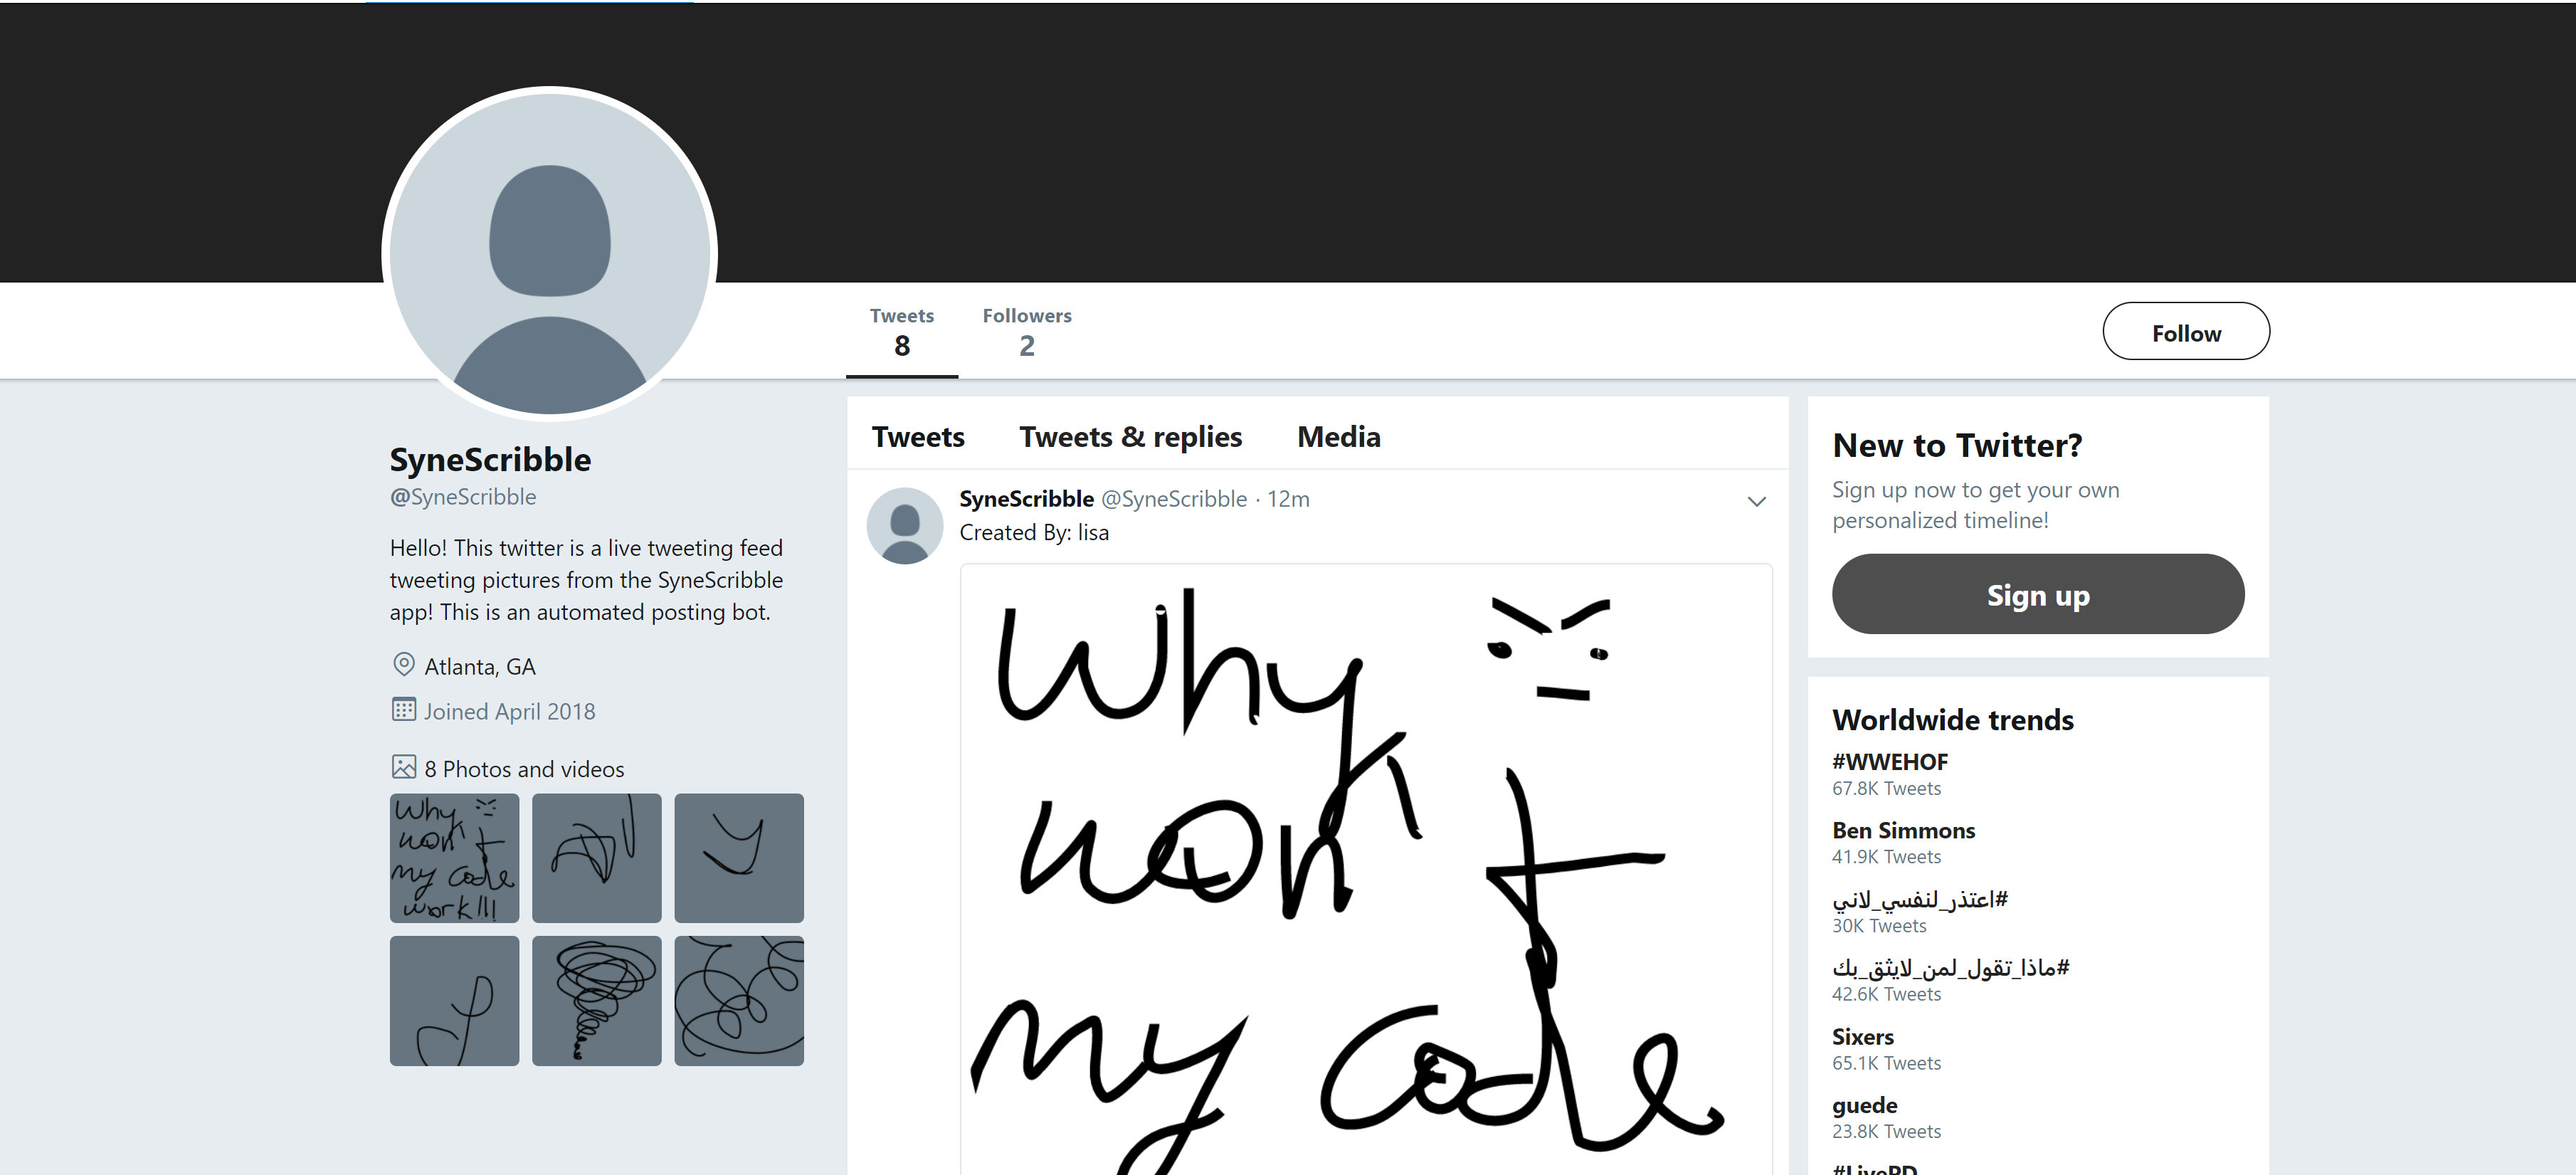 Tweets
8
Followers
2
Follow
SyneScribble
@SyneScribble
Hello! This twitter is a live tweeting feed
tweeting pictures from the SyneScribble
app! This is an automated posting bot.
Atlanta, GA
Joined April 2018
8 Photos and videos
Why
won t
my code
work!!!
Tweets
Tweets & replies
Media
SyneScribble @SyneScribble · 12m
Created By: lisa
Why
won t
my code
New to Twitter?
Sign up now to get your own
personalized timeline!
Sign up
Worldwide trends
#WWEHOF
67.8K Tweets
Ben Simmons
41.9K Tweets
#اعتذر_لنفسي_لاني
30K Tweets
#ماذا_تقول_لمن_لايثق_بك
42.6K Tweets
Sixers
65.1K Tweets
guede
23.8K Tweets
#LivePD